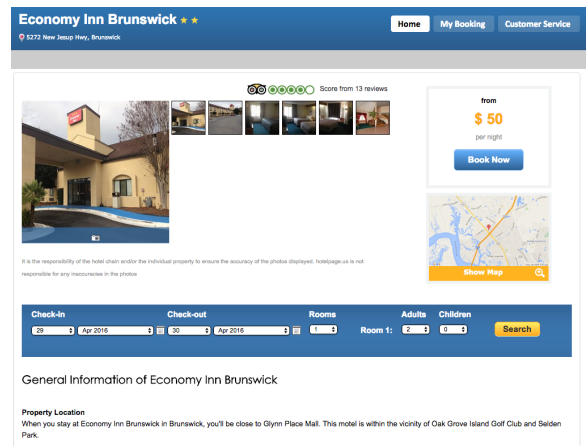 Economy Inn Brunswick
5272 New Jesup Hwy, Brunswick
Home
My Booking
Customer Service
Score from 13 reviews
from
$ 50
per night
Book Now
It is the responsibility of the hotel chain and/or the individual property to ensure the accuracy of the photos displayed. hotelpage.us is not
responsible for any inaccuracies in the photos
Show Map
Check-in
Check-out
Rooms
Adults
Children
29
Apr 2016
30
Apr 2016
1
Room 1:
2
0
Search
General Information of Economy Inn Brunswick
Property Location
When you stay at Economy Inn Brunswick in Brunswick, you'll be close to Glynn Place Mall. This motel is within the vicinity of Oak Grove Island Golf Club and Selden
Park.